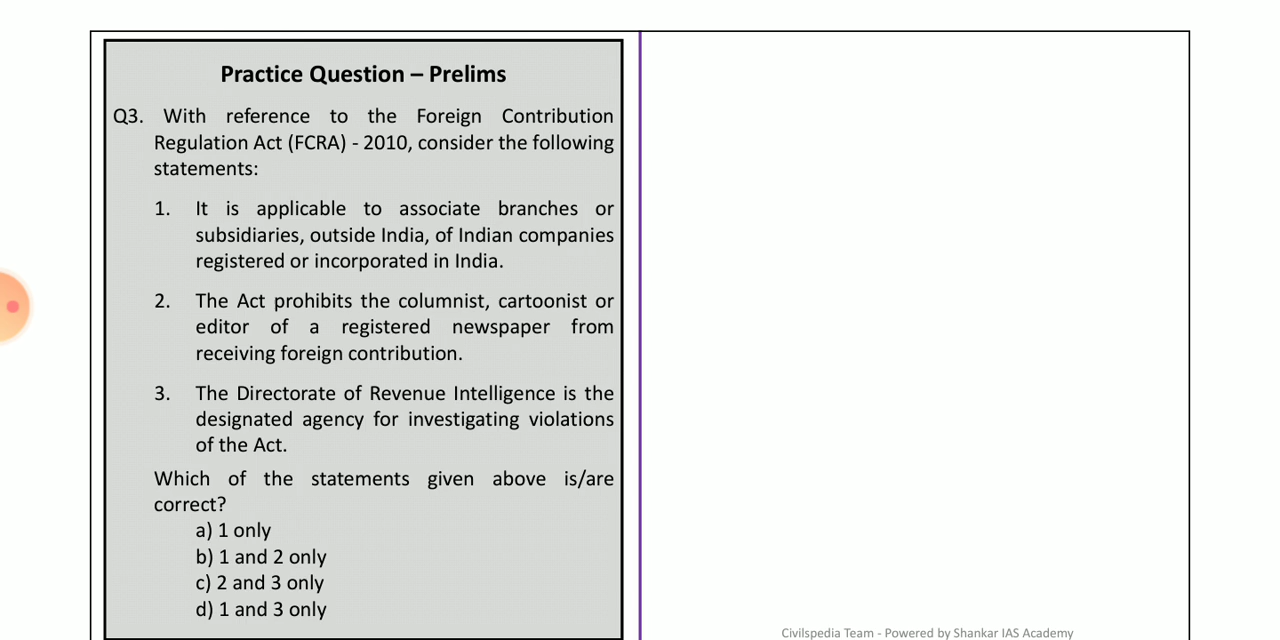 Practice Question – Prelims
Q3. With reference to the Foreign Contribution
Regulation Act (FCRA) - 2010, consider the following
statements:
1. It is applicable to associate branches or
subsidiaries, outside India, of Indian companies
registered or incorporated in India.
2. The Act prohibits the columnist, cartoonist or
editor of a registered newspaper from
receiving foreign contribution.
3. The Directorate of Revenue Intelligence is the
designated agency for investigating violations
of the Act.
Which of the statements given above is/are
correct?
a) 1 only
b) 1 and 2 only
c) 2 and 3 only
d) 1 and 3 only
Civilspedia Team - Powered by Shankar IAS Academy